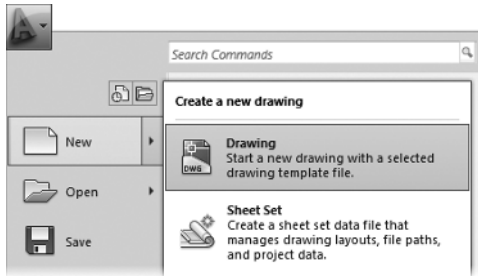 Search Commands
Create a new drawing
New
Drawing
Start a new drawing with a selected
drawing template file.
DWG
Open
Sheet Set
Create a sheet set data file that
manages drawing layouts, file paths,
and project data.
Save